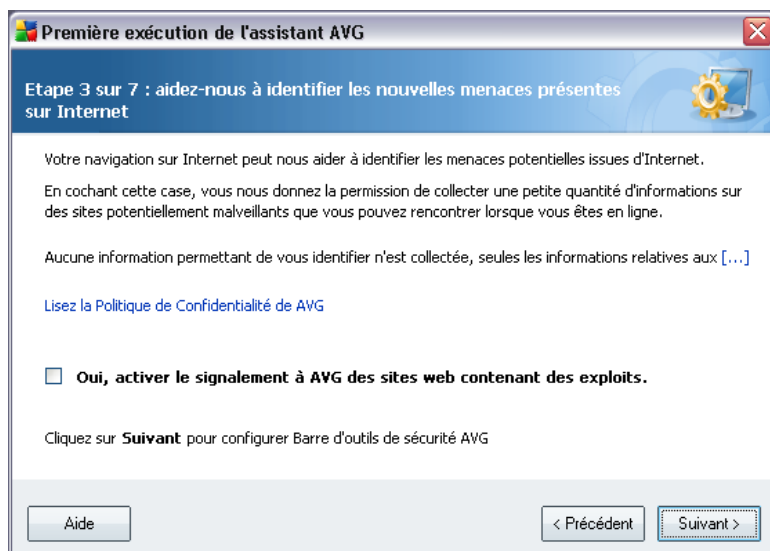 Première exécution de l'assistant AVG
Etape 3 sur 7 : aidez-nous à identifier les nouvelles menaces présentes
sur Internet
Votre navigation sur Internet peut nous aider à identifier les menaces potentielles issues d'Internet.
En cochant cette case, vous nous donnez la permission de collecter une petite quantité d'informations sur
des sites potentiellement malveillants que vous pouvez rencontrer lorsque vous êtes en ligne.
Aucune information permettant de vous identifier n'est collectée, seules les informations relatives aux [...]
Lisez la Politique de Confidentialité de AVG
Oui, activer le signalement à AVG des sites web contenant des exploits.
Cliquez sur Suivant pour configurer Barre d'outils de sécurité AVG
Aide
< Précédent
Suivant >